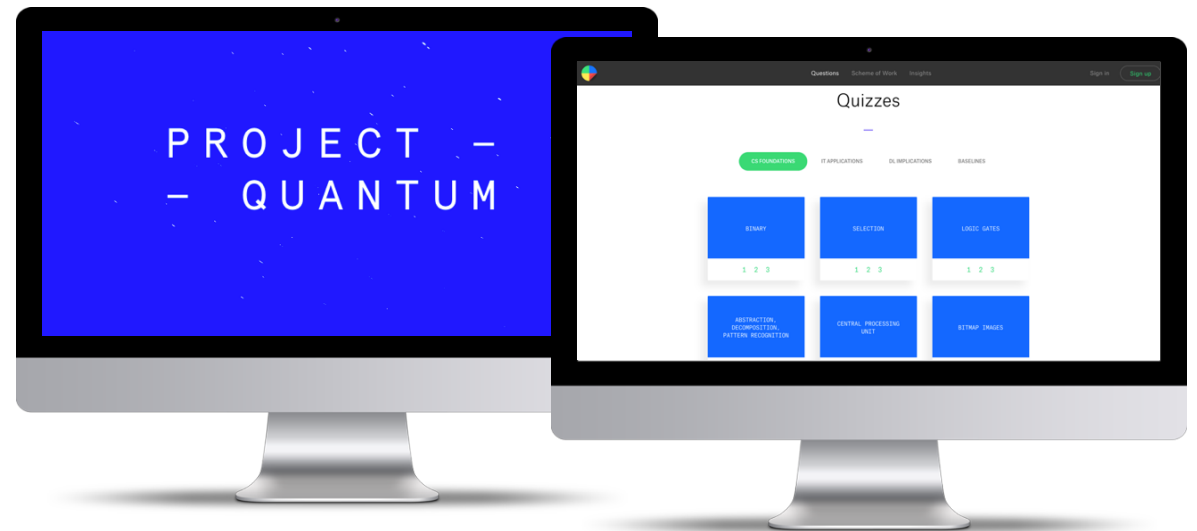 PROJECT –
– QUANTUM
Questions Scheme of Work Insights Sign in Sign up
Quizzes
CS FOUNDATIONS IT APPLICATIONS DL IMPLICATIONS BASELINES
BINARY SELECTION LOGIC GATES
1 2 3 1 2 3 1 2 3
ABSTRACTION,
DECOMPOSITION,
PATTERN RECOGNITION
CENTRAL PROCESSING
UNIT
BITMAP IMAGES